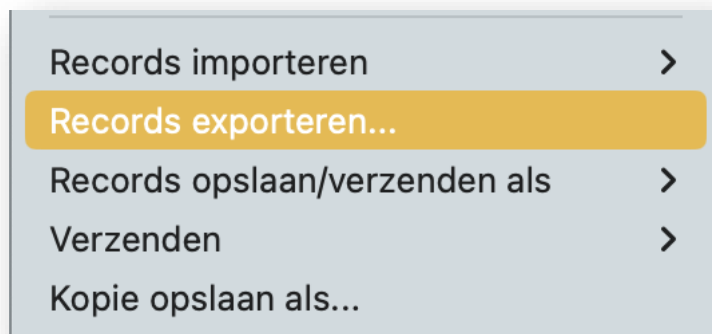 Records importeren
Records exporteren...
Records opslaan/verzenden als
Verzenden
Kopie opslaan als...